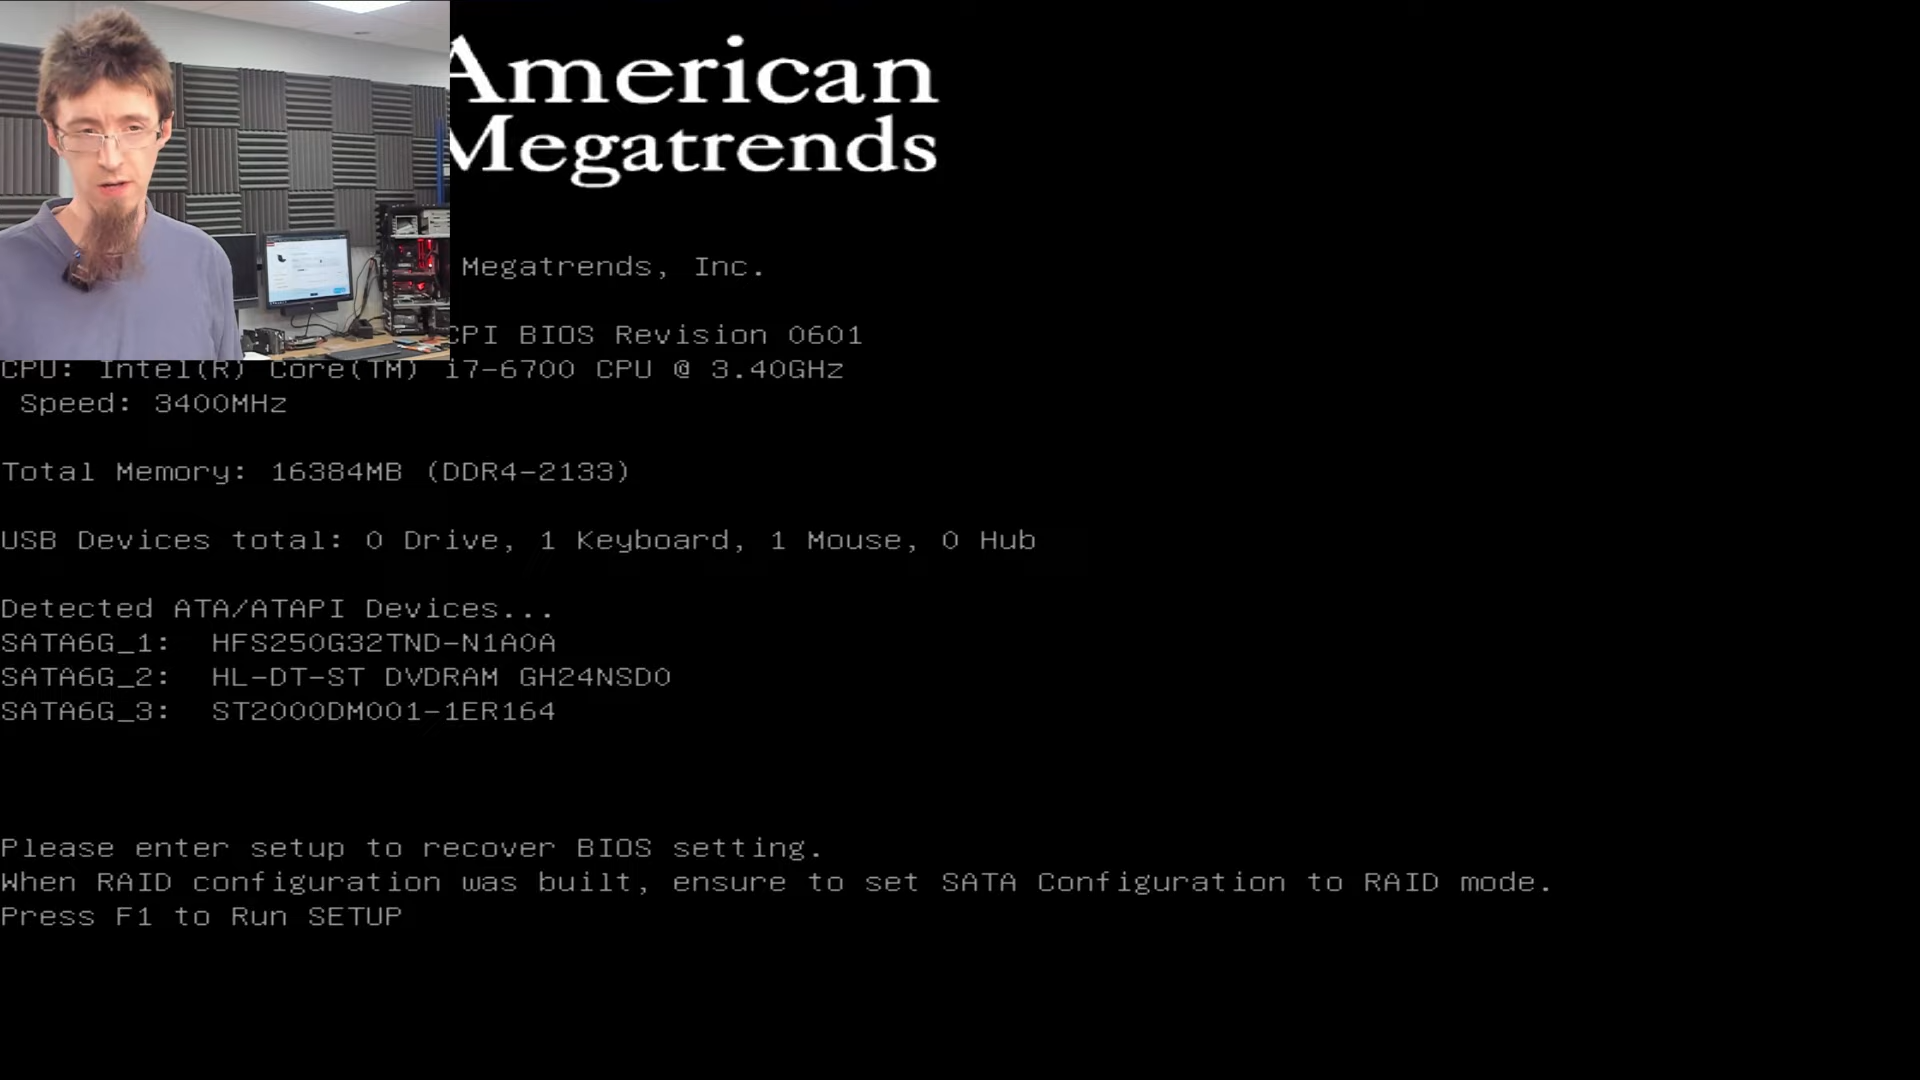 American
Megatrends
Megatrends, Inc.
CPI BIOS Revision 0601
CPU: Intel(R) Core(TM) i7-6700 CPU @ 3.40GHz
Speed: 3400MHz
Total Memory: 16384MB (DDR4-2133)
USB Devices total: 0 Drive, 1 Keyboard, 1 Mouse, 0 Hub
Detected ATA/ATAPI Devices...
SATA6G_1: HFS250G32TND-N1A0A
SATA6G_2: HL-DT-ST DVDRAM GH24NSD0
SATA6G_3: ST2000DM001-1ER164
Please enter setup to recover BIOS setting.
When RAID configuration was built, ensure to set SATA Configuration to RAID mode.
Press F1 to Run SETUP